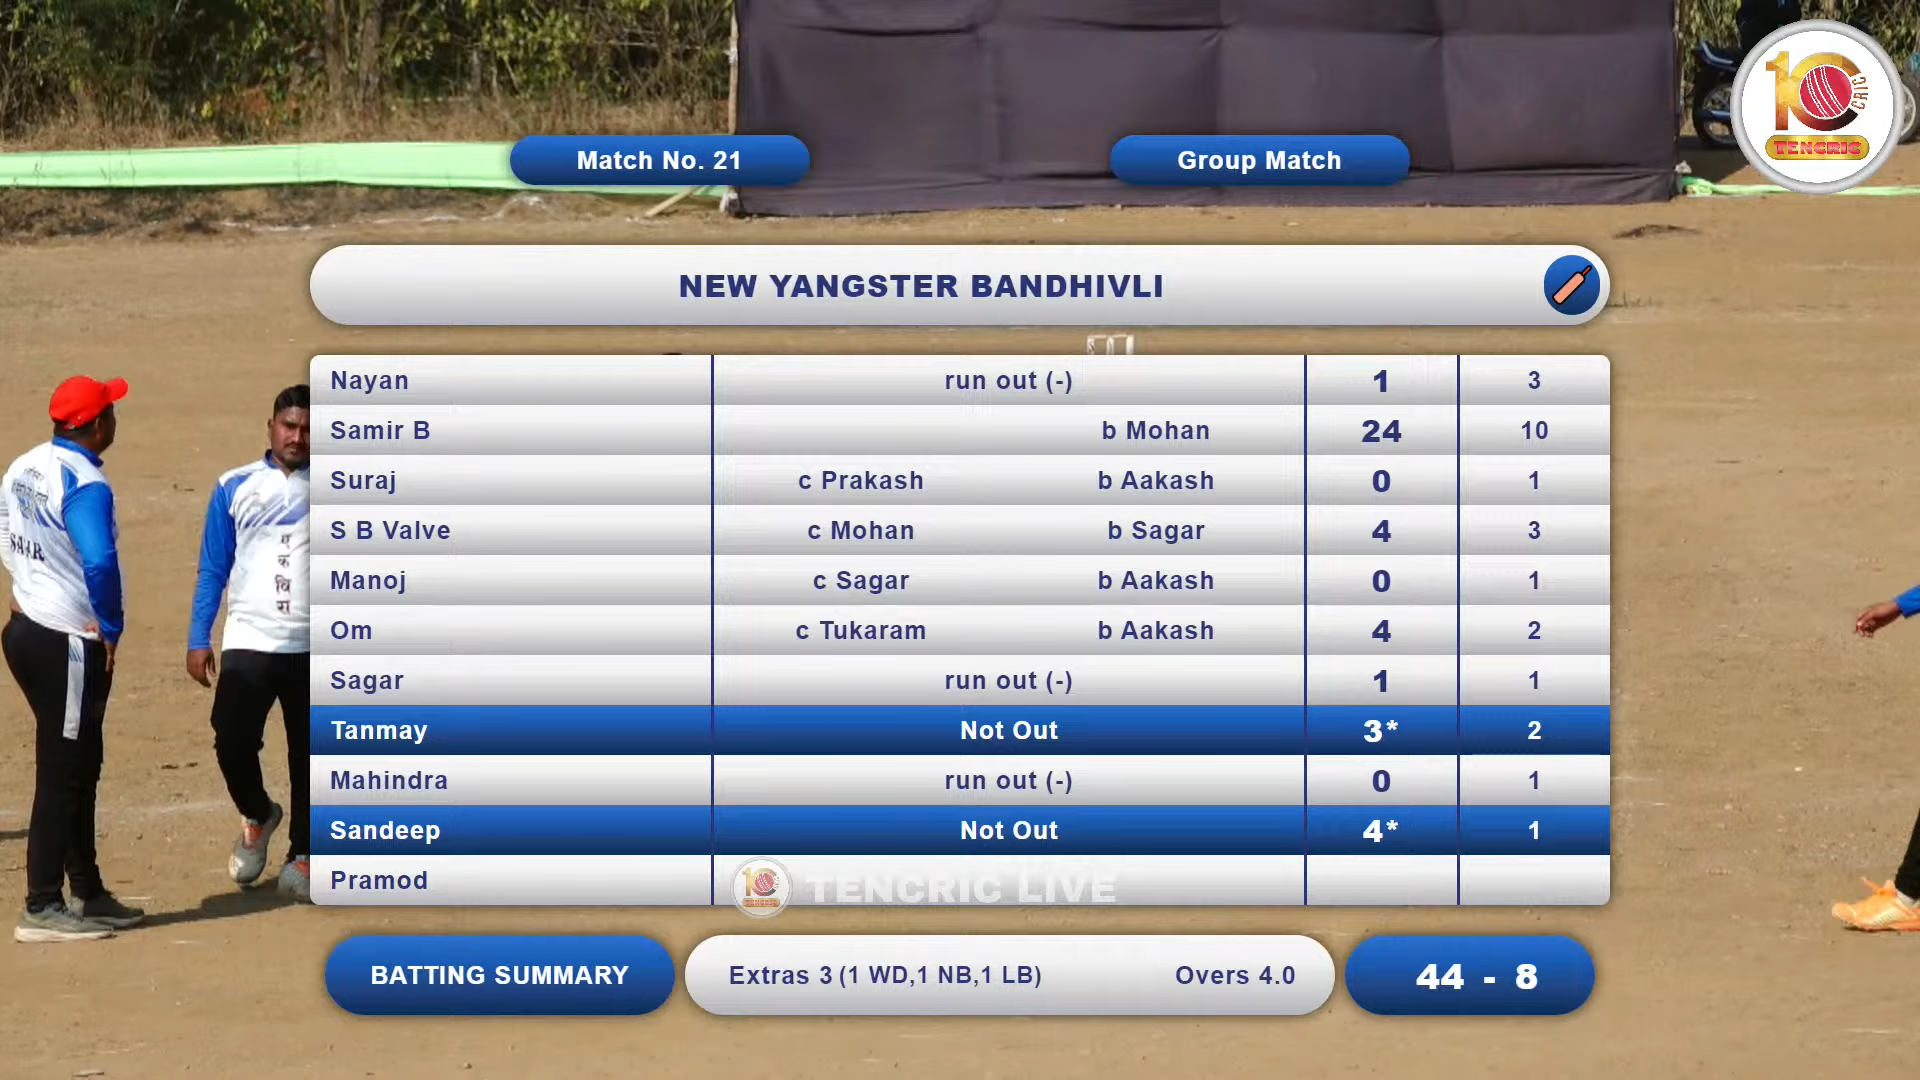 10
CRIC
TENCRIC
Match No. 21 Group Match
NEW YANGSTER BANDHIVLI
Nayan run out (-) 1 3
Samir B b Mohan 24 10
Suraj c Prakash b Aakash 0 1
S B Valve c Mohan b Sagar 4 3
Manoj c Sagar b Aakash 0 1
Om c Tukaram b Aakash 4 2
Sagar run out (-) 1 1
Tanmay Not Out 3* 2
Mahindra run out (-) 0 1
Sandeep Not Out 4* 1
Pramod
TENCRIC LIVE
BATTING SUMMARY Extras 3 (1 WD,1 NB,1 LB) Overs 4.0 44 - 8
एकविरा